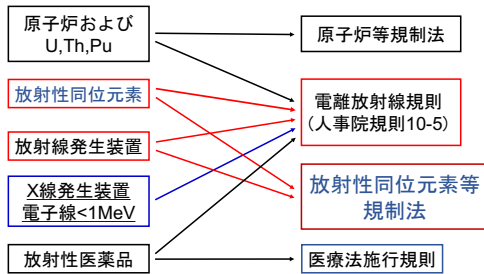 原子炉および
U,Th,Pu
原子炉等規制法
放射性同位元素
電離放射線規則
(人事院規則10-5)
放射線発生装置
X線発生装置
電子線<1MeV
放射性同位元素等
規制法
放射性医薬品
医療法施行規則